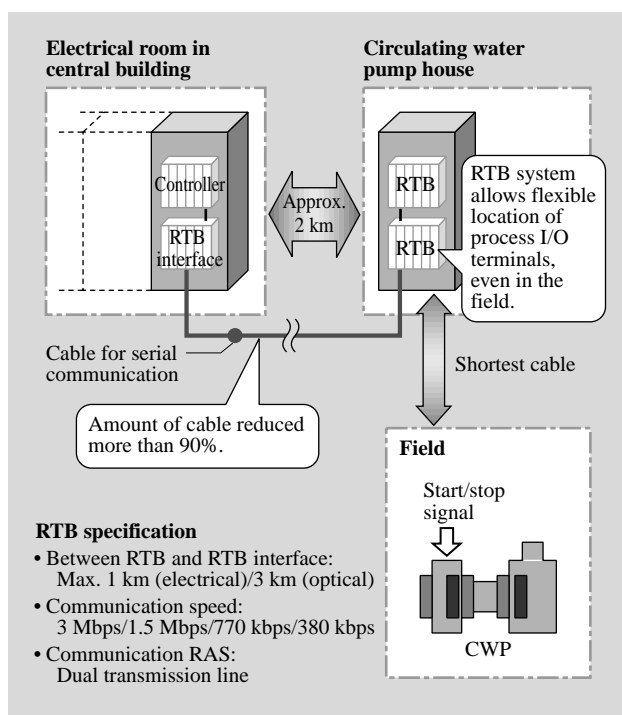 Electrical room in
central building
Circulating water
pump house
Controller
RTB
interface
Approx.
2 km
RTB
RTB
RTB system
allows flexible
location of
process I/O
terminals,
even in the
field.
Cable for serial
communication
Amount of cable reduced
more than 90%.
Shortest cable
Field
Start/stop
signal
CWP
RTB specification
• Between RTB and RTB interface:
Max. 1 km (electrical)/3 km (optical)
• Communication speed:
3 Mbps/1.5 Mbps/770 kbps/380 kbps
• Communication RAS:
Dual transmission line